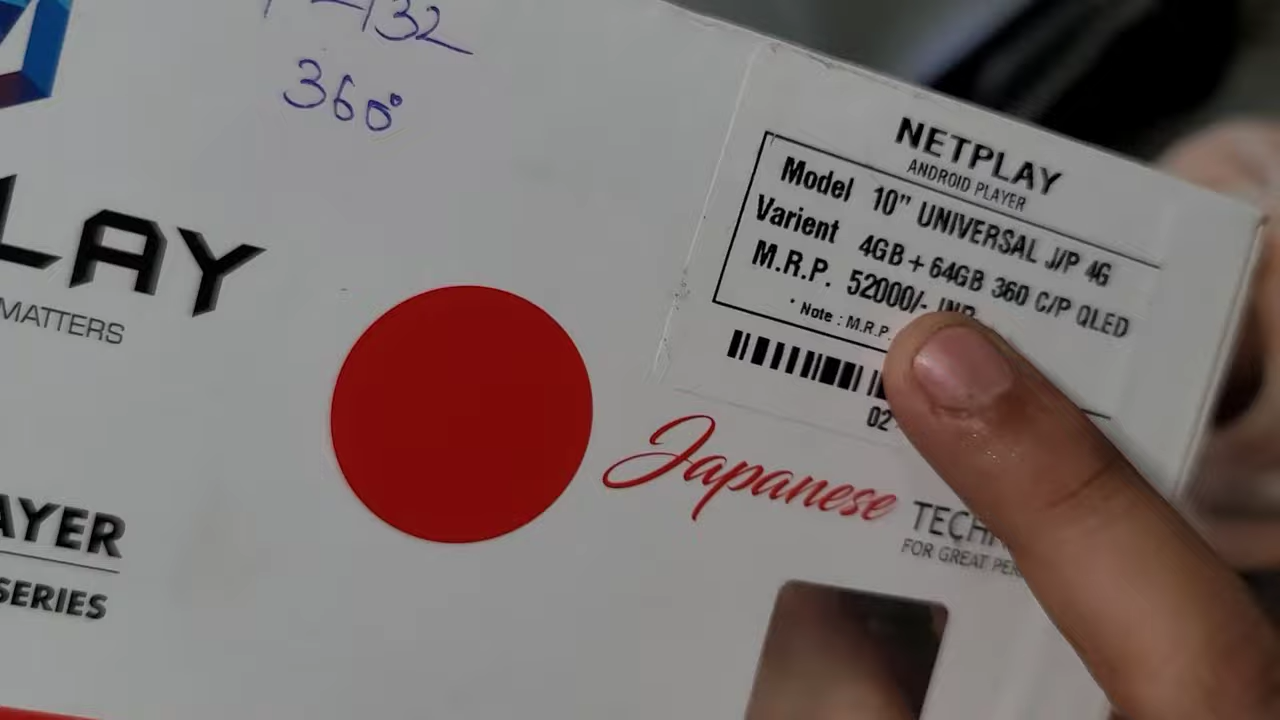 360°
NETPLAY
ANDROID PLAYER
Model 10" UNIVERSAL J/P 4G
Varient 4GB + 64GB 360 C/P QLED
M.R.P. 52000/- INR
Note : M.R.P.
02
LAY
MATTERS
Japanese
TECH
FOR GREAT PER
AYER
SERIES